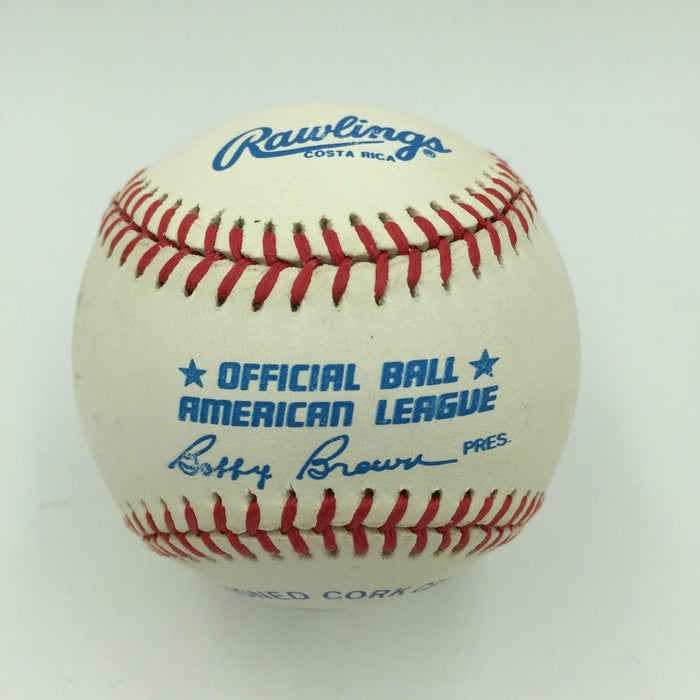 Rawlings®
COSTA RICA
★ OFFICIAL BALL ★
AMERICAN LEAGUE
Bobby Brown PRES.
CORK